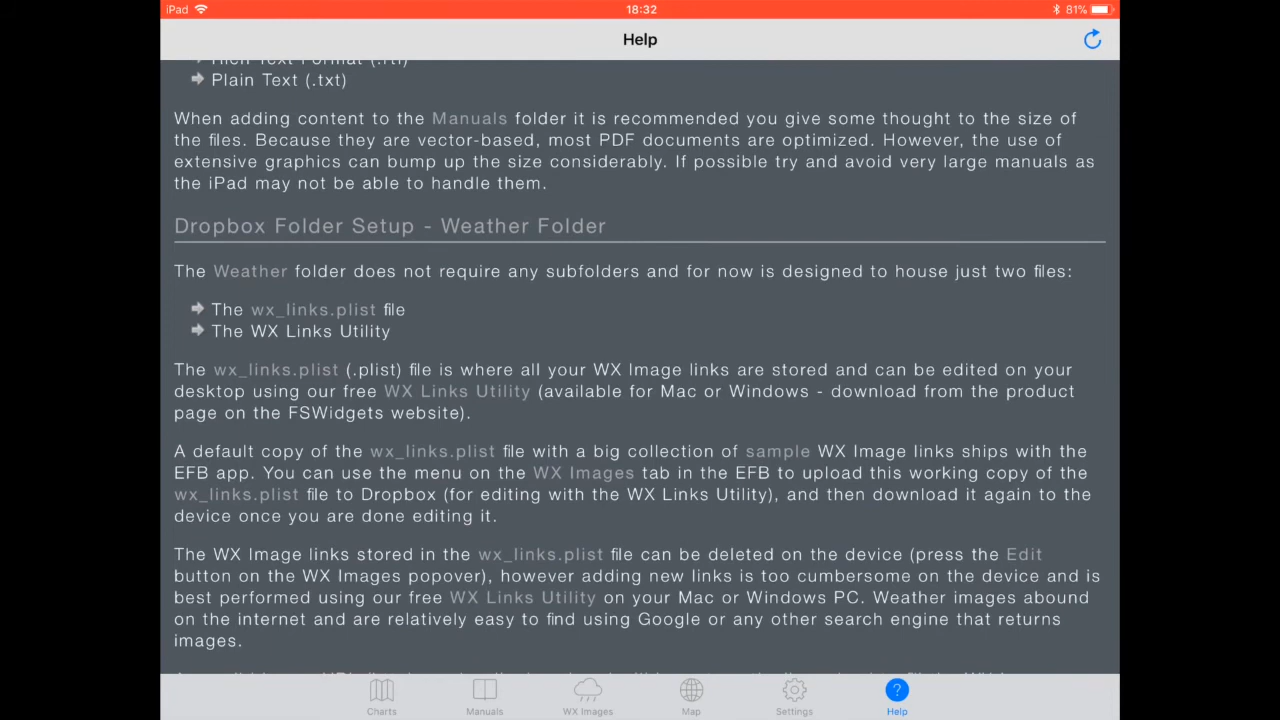 iPad 18:32 81%
Help
Rich Text Format (.rtf)
Plain Text (.txt)
When adding content to the Manuals folder it is recommended you give some thought to the size of
the files. Because they are vector-based, most PDF documents are optimized. However, the use of
extensive graphics can bump up the size considerably. If possible try and avoid very large manuals as
the iPad may not be able to handle them.
Dropbox Folder Setup - Weather Folder
The Weather folder does not require any subfolders and for now is designed to house just two files:
The wx_links.plist file
The WX Links Utility
The wx_links.plist (.plist) file is where all your WX Image links are stored and can be edited on your
desktop using our free WX Links Utility (available for Mac or Windows - download from the product
page on the FSWidgets website).
A default copy of the wx_links.plist file with a big collection of sample WX Image links ships with the
EFB app. You can use the menu on the WX Images tab in the EFB to upload this working copy of the
wx_links.plist file to Dropbox (for editing with the WX Links Utility), and then download it again to the
device once you are done editing it.
The WX Image links stored in the wx_links.plist file can be deleted on the device (press the Edit
button on the WX Images popover), however adding new links is too cumbersome on the device and is
best performed using our free WX Links Utility on your Mac or Windows PC. Weather images abound
on the internet and are relatively easy to find using Google or any other search engine that returns
images.
Charts Manuals WX Images Map Settings Help